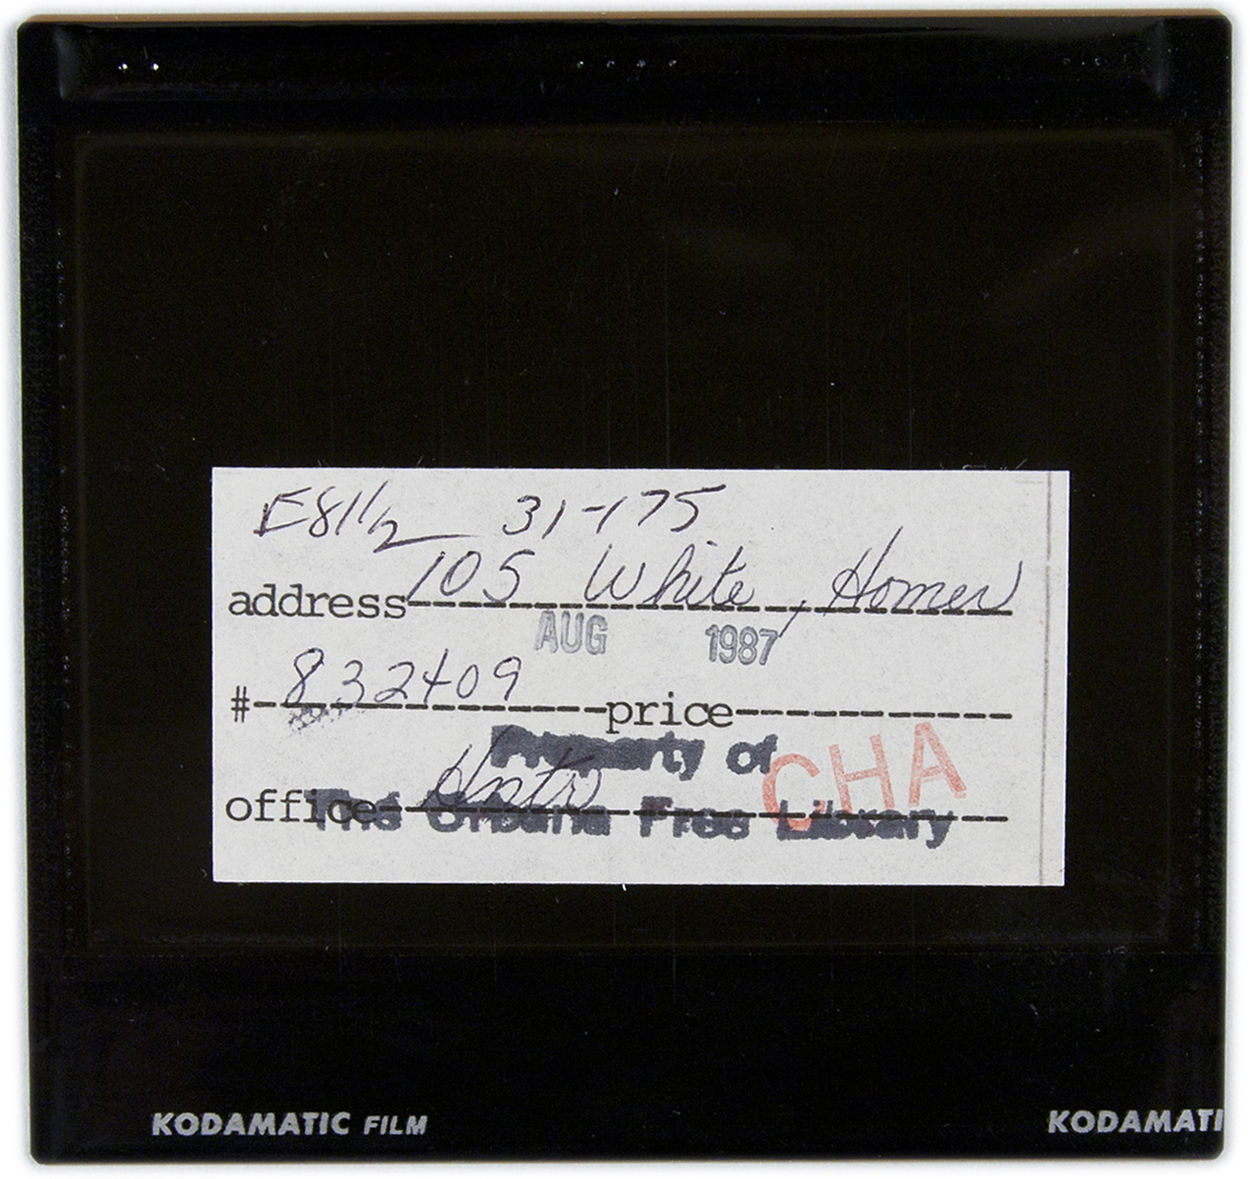 E81½ 31-175
address 105 White, Homer
AUG 1987
# 832409 price
Property of
CHA
office Hntr
The Urbana Free Library
KODAMATIC FILM
KODAMATI